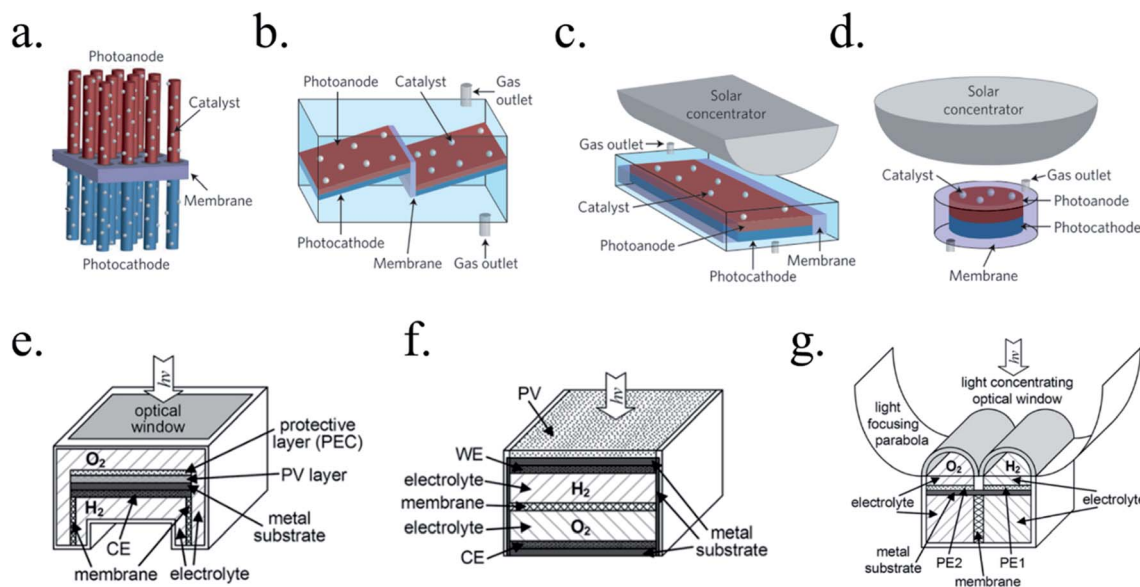 a.
Photoanode
Catalyst
Membrane
Photocathode
b.
Photoanode
Catalyst
Gas
outlet
Photocathode
Membrane
Gas outlet
c.
Solar
concentrator
Gas outlet
Catalyst
Photoanode
Photocathode
Membrane
d.
Solar
concentrator
Catalyst
Gas outlet
Photoanode
Photocathode
Membrane
e.
hν
optical
window
protective
layer (PEC)
O₂
PV layer
H₂
metal
substrate
CE
membrane
electrolyte
f.
hν
PV
WE
electrolyte
H₂
membrane
electrolyte
O₂
metal
substrate
CE
g.
hν
light concentrating
optical window
light
focusing
parabola
O₂
H₂
electrolyte
electrolyte
metal
substrate
PE2
PE1
membrane